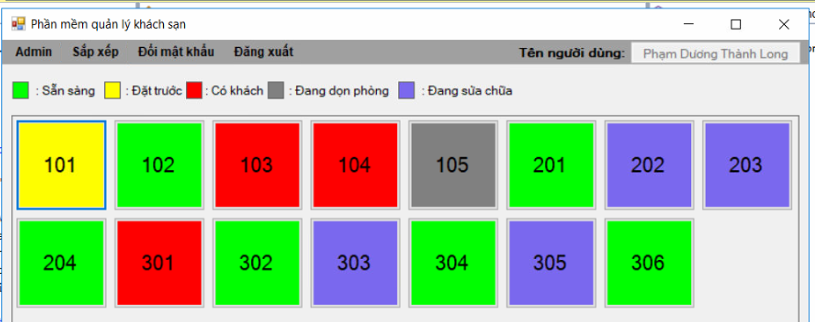 Phần mềm quản lý khách sạn
Admin Sắp xếp Đổi mật khẩu Đăng xuất Tên người dùng: Phạm Dương Thành Long
: Sẵn sàng : Đặt trước : Có khách : Đang dọn phòng : Đang sửa chữa
101 102 103 104 105 201 202 203
204 301 302 303 304 305 306